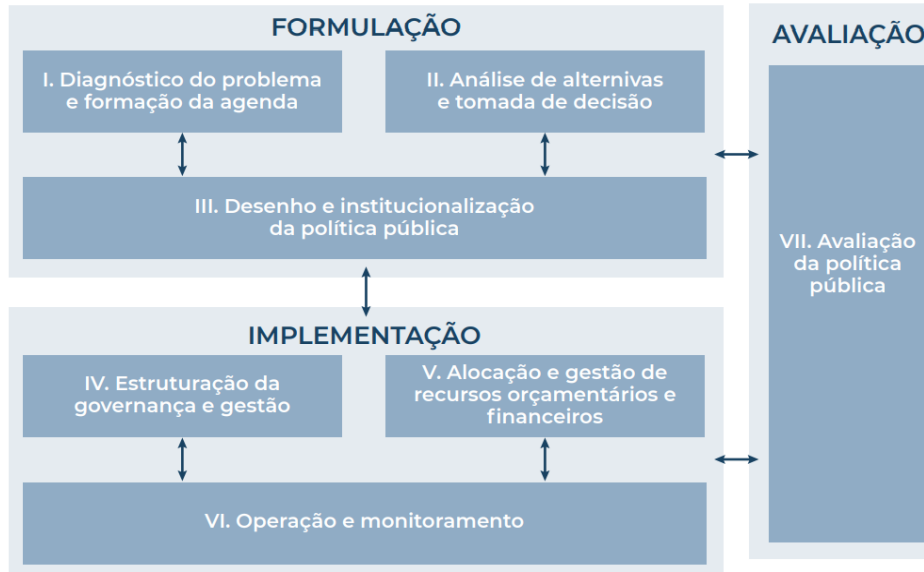 FORMULAÇÃO
I. Diagnóstico do problema
e formação da agenda
II. Análise de alternivas
e tomada de decisão
III. Desenho e institucionalização
da política pública
IMPLEMENTAÇÃO
IV. Estruturação da
governança e gestão
V. Alocação e gestão de
recursos orçamentários e
financeiros
VI. Operação e monitoramento
AVALIAÇÃO
VII. Avaliação
da política
pública